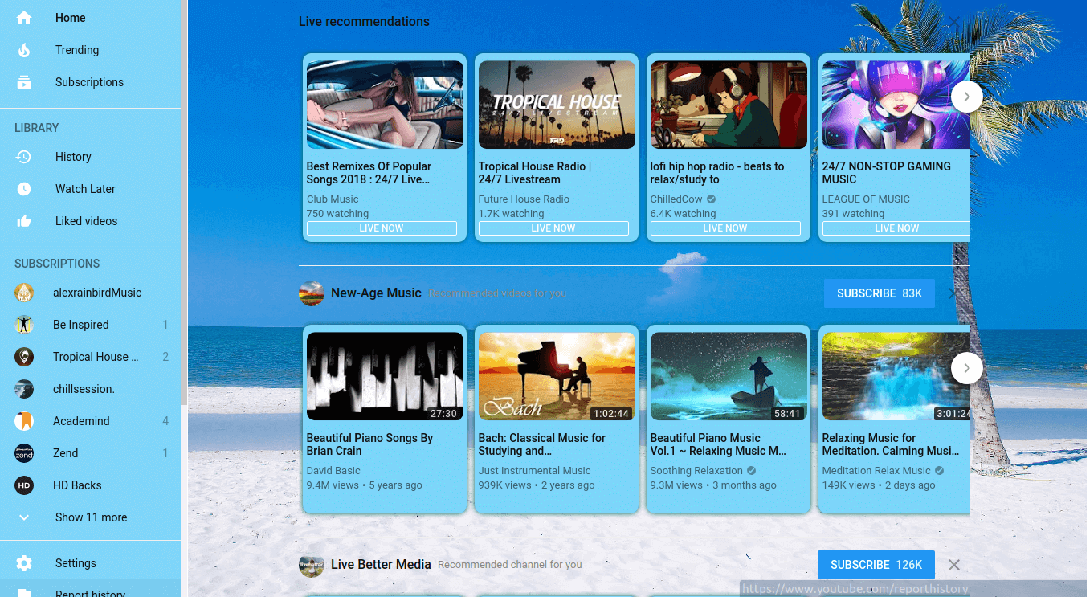 Home
Trending
Subscriptions
LIBRARY
History
Watch Later
Liked videos
SUBSCRIPTIONS
alexrainbirdMusic
Be Inspired 1
Tropical House ... 2
chillsession.
Academind 4
Zend 1
HD Backs
Show 11 more
Settings
Report history
Live recommendations
TROPICAL HOUSE
Best Remixes Of Popular
Songs 2018 : 24/7 Live...
Club Music
750 watching
LIVE NOW
Tropical House Radio |
24/7 Livestream
Future House Radio
1.7K watching
LIVE NOW
lofi hip hop radio - beats to
relax/study to
ChilledCow
6.4K watching
LIVE NOW
24/7 NON-STOP GAMING
MUSIC
LEAGUE OF MUSIC
391 watching
LIVE NOW
New-Age Music Recommended videos for you
SUBSCRIBE 83K
27:30
Beautiful Piano Songs By
Brian Crain
David Basic
9.4M views • 5 years ago
Bach
1:02:44
Bach: Classical Music for
Studying and...
Just Instrumental Music
939K views • 2 years ago
58:41
Beautiful Piano Music
Vol.1 ~ Relaxing Music M...
Soothing Relaxation
9.3M views • 3 months ago
3:01:24
Relaxing Music for
Meditation. Calming Musi...
Meditation Relax Music
149K views • 2 days ago
Live Better Media Recommended channel for you
SUBSCRIBE 126K
https://www.youtube.com/reporthistory